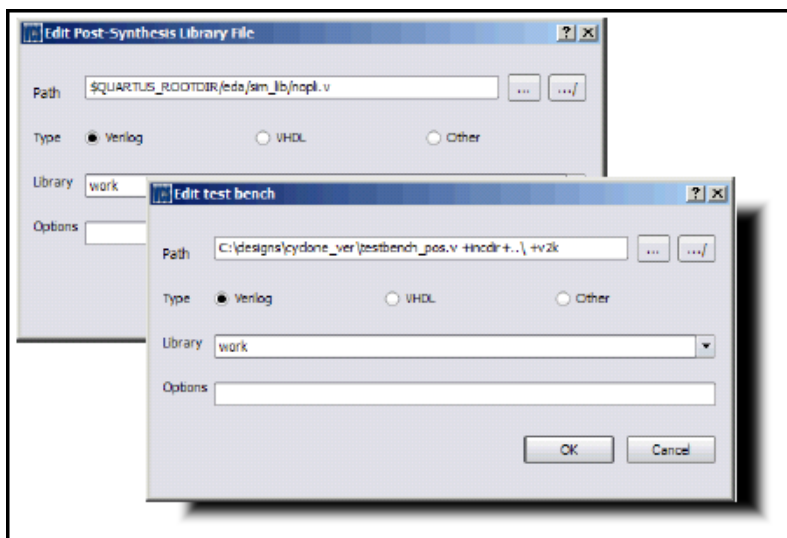 Edit Post-Synthesis Library File
Path $QUARTUS_ROOTDIR/eda/sim_lib/nopli.v ... .../
Type Verilog VHDL Other
Library work
Options
Edit test bench
Path C:\designs\cyclone_ver\testbench_pos.v +incdir+..\ +v2k ... .../
Type Verilog VHDL Other
Library work
Options
OK Cancel